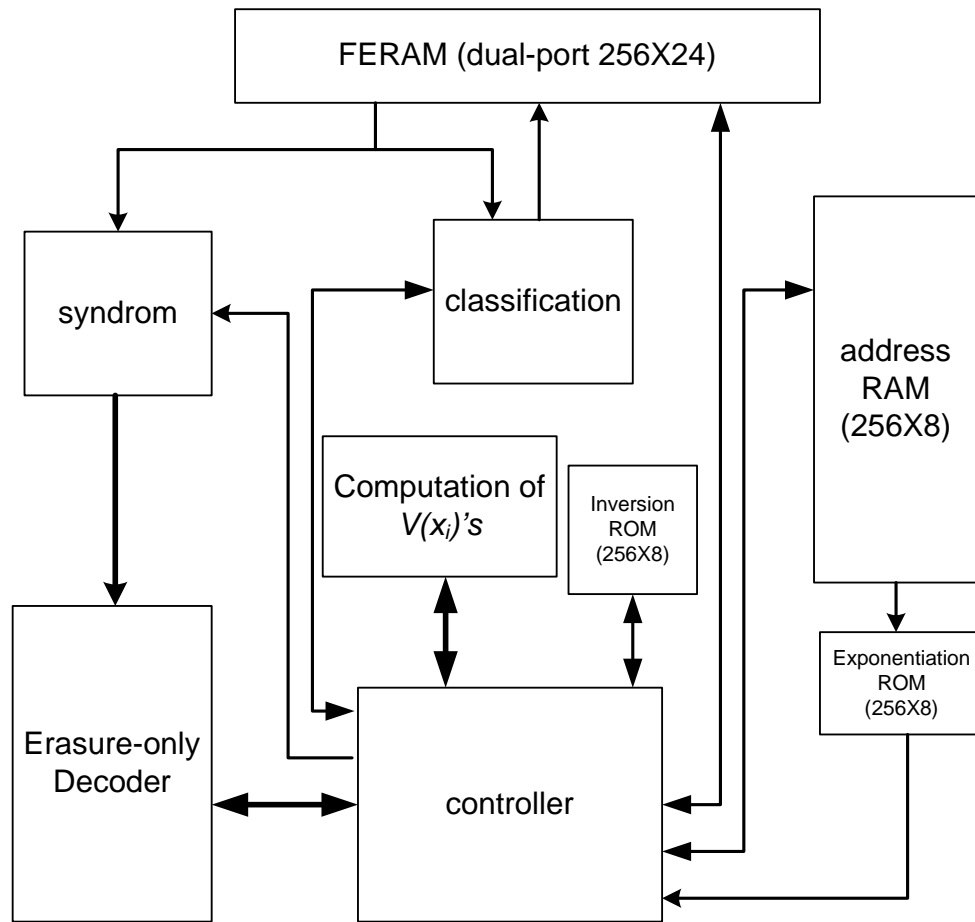 FERAM (dual-port 256X24)
syndrom
classification
address
RAM
(256X8)
Computation of
V(xᵢ)’s
Inversion
ROM
(256X8)
Exponentiation
ROM
(256X8)
Erasure-only
Decoder
controller